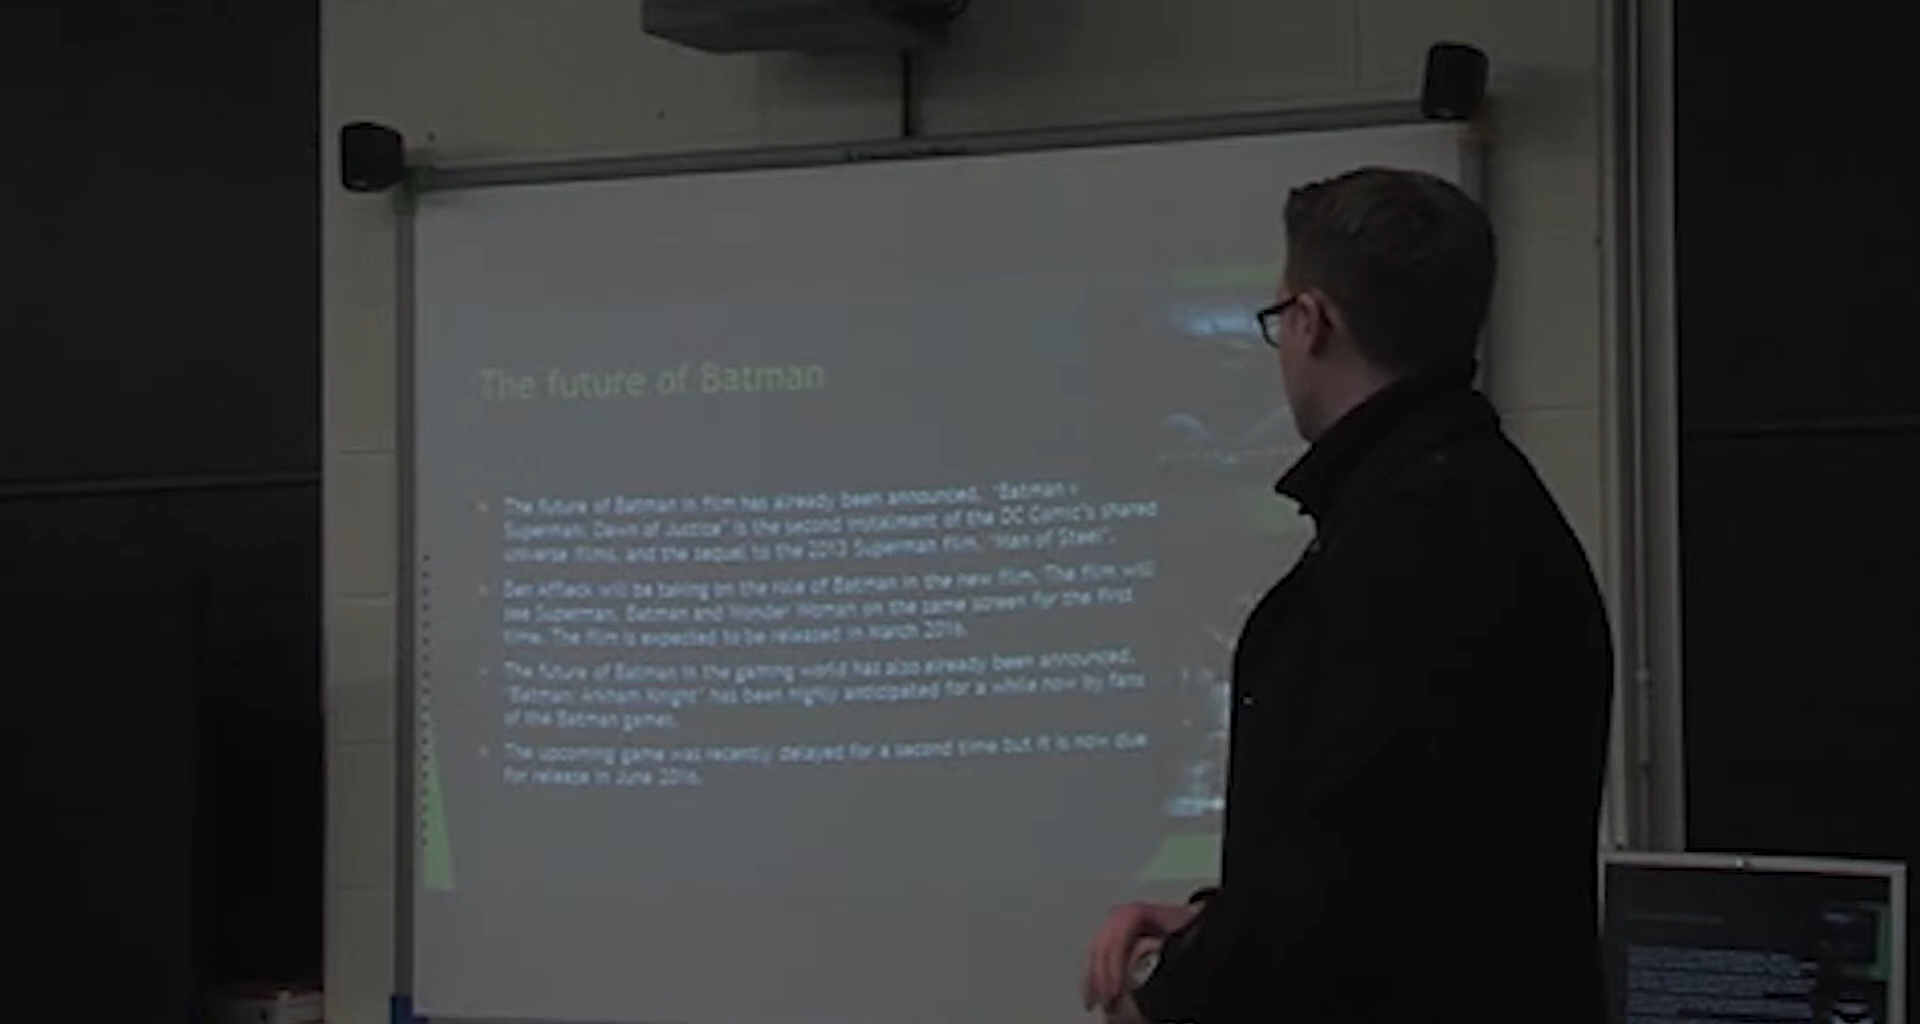 The future of Batman
The future of Batman in film has already been announced. "Batman v
Superman: Dawn of Justice" is the second instalment of the DC Comic's shared
universe films, and the sequel to the 2013 Superman film, "Man of Steel".
Ben Affleck will be taking on the role of Batman in the new film. The film will
see Superman, Batman and Wonder Woman on the same screen for the first
time. The film is expected to be released in March 2016.
The future of Batman in the gaming world has also already been announced.
"Batman: Arkham Knight" has been highly anticipated for a while now by fans
of the Batman games.
The upcoming game was recently delayed for a second time but it is now due
for release in June